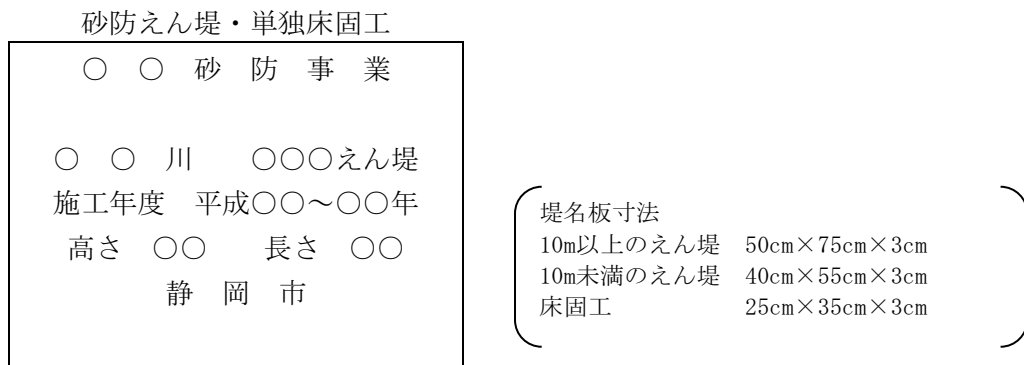 砂防えん堤・単独床固工
○　○　砂　防　事　業
○　○　川　　○○○えん堤
施工年度　平成○○～○○年
高さ　○○　　長さ　○○
静　岡　市
堤名板寸法
10m以上のえん堤　50cm×75cm×3cm
10m未満のえん堤　40cm×55cm×3cm
床固工　25cm×35cm×3cm